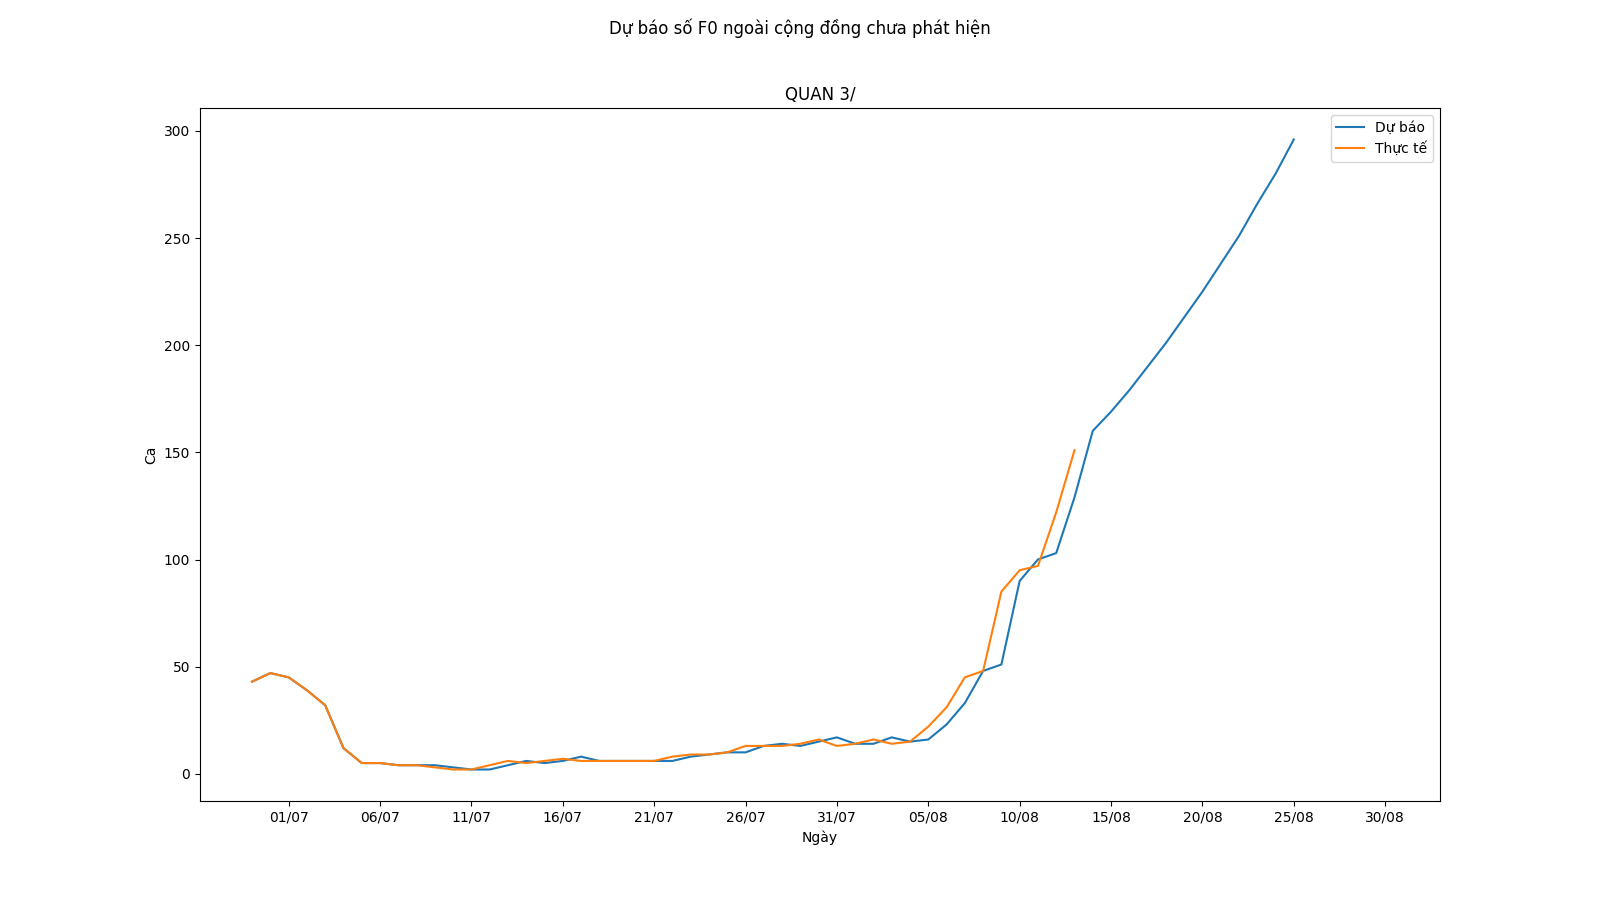 Dự báo số F0 ngoài cộng đồng chưa phát hiện
QUAN 3/
Dự báo
Thực tế
300
250
200
150
100
50
0
Ca
01/07 06/07 11/07 16/07 21/07 26/07 31/07 05/08 10/08 15/08 20/08 25/08 30/08
Ngày